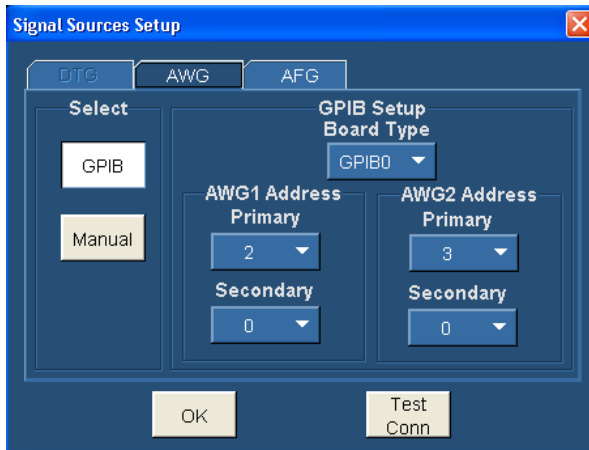 Signal Sources Setup
DTG AWG AFG
Select
GPIB
Manual
GPIB Setup
Board Type
GPIB0
AWG1 Address
Primary
2
Secondary
0
AWG2 Address
Primary
3
Secondary
0
OK
Test
Conn